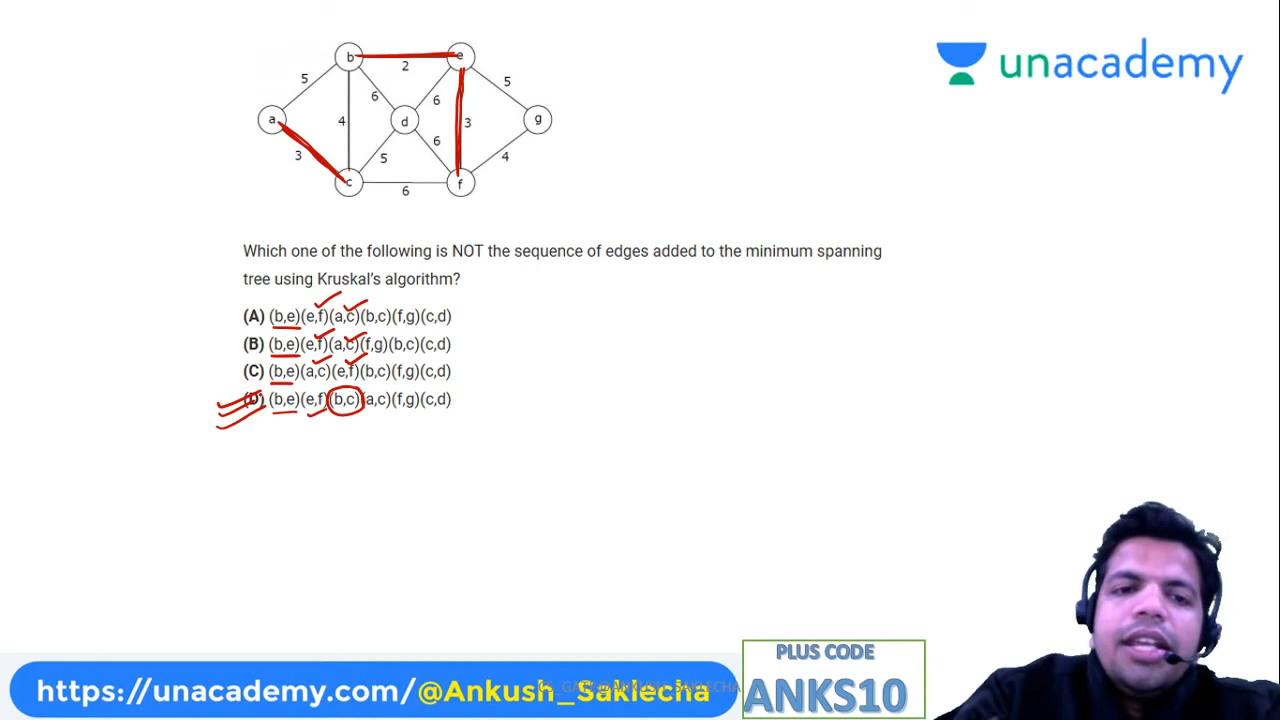 unacademy
b 2 e
5 6 6 5
a 4 d 3 g
3 5 6 4
c 6 f
Which one of the following is NOT the sequence of edges added to the minimum spanning
tree using Kruskal's algorithm?
(A) (b,e)(e,f)(a,c)(b,c)(f,g)(c,d)
(B) (b,e)(e,f)(a,c)(f,g)(b,c)(c,d)
(C) (b,e)(a,c)(e,f)(b,c)(f,g)(c,d)
(D) (b,e)(e,f)(b,c)(a,c)(f,g)(c,d)
PLUS CODE
ANKS10
https://unacademy.com/@Ankush_Saklecha